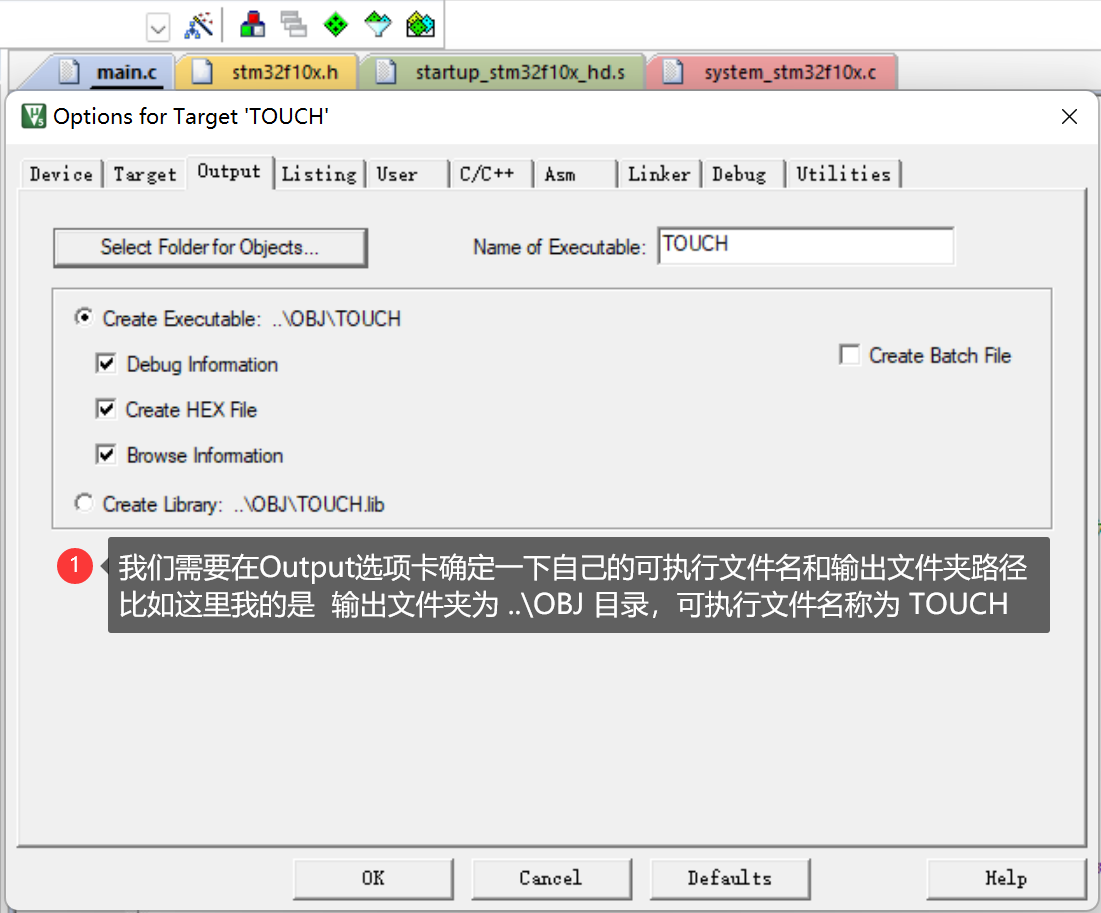 main.c
stm32f10x.h
startup_stm32f10x_hd.s
system_stm32f10x.c
Options for Target 'TOUCH'
Device
Target
Output
Listing
User
C/C++
Asm
Linker
Debug
Utilities
Select Folder for Objects...
Name of Executable:
TOUCH
Create Executable: ..\OBJ\TOUCH
Debug Information
Create Batch File
Create HEX File
Browse Information
Create Library: ..\OBJ\TOUCH.lib
1
我们需要在Output选项卡确定一下自己的可执行文件名和输出文件夹路径
比如这里我的是 输出文件夹为 ..\OBJ 目录，可执行文件名称为 TOUCH
OK
Cancel
Defaults
Help